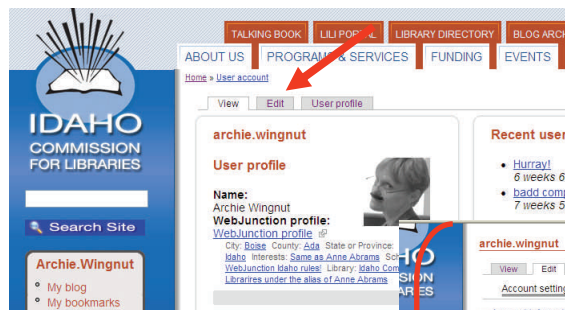 TALKING BOOK LILI PORTAL LIBRARY DIRECTORY BLOG ARCH
ABOUT US PROGRAMS & SERVICES FUNDING EVENTS
Home » User account
View Edit User profile
IDAHO
COMMISSION
FOR LIBRARIES
Search Site
Archie.Wingnut
My blog
My bookmarks
archie.wingnut
User profile
Name:
Archie Wingnut
WebJunction profile:
WebJunction profile
City: Boise County: Ada State or Province:
Idaho Interests: Same as Anne Abrams Sch
WebJunction Idaho rules! Library: Idaho Com
Librarires under the alias of Anne Abrams
Recent user
Hurray!
6 weeks 6
badd comp
7 weeks 5
HO
SION
ARIES
archie.wingnut
View Edit
Account setting